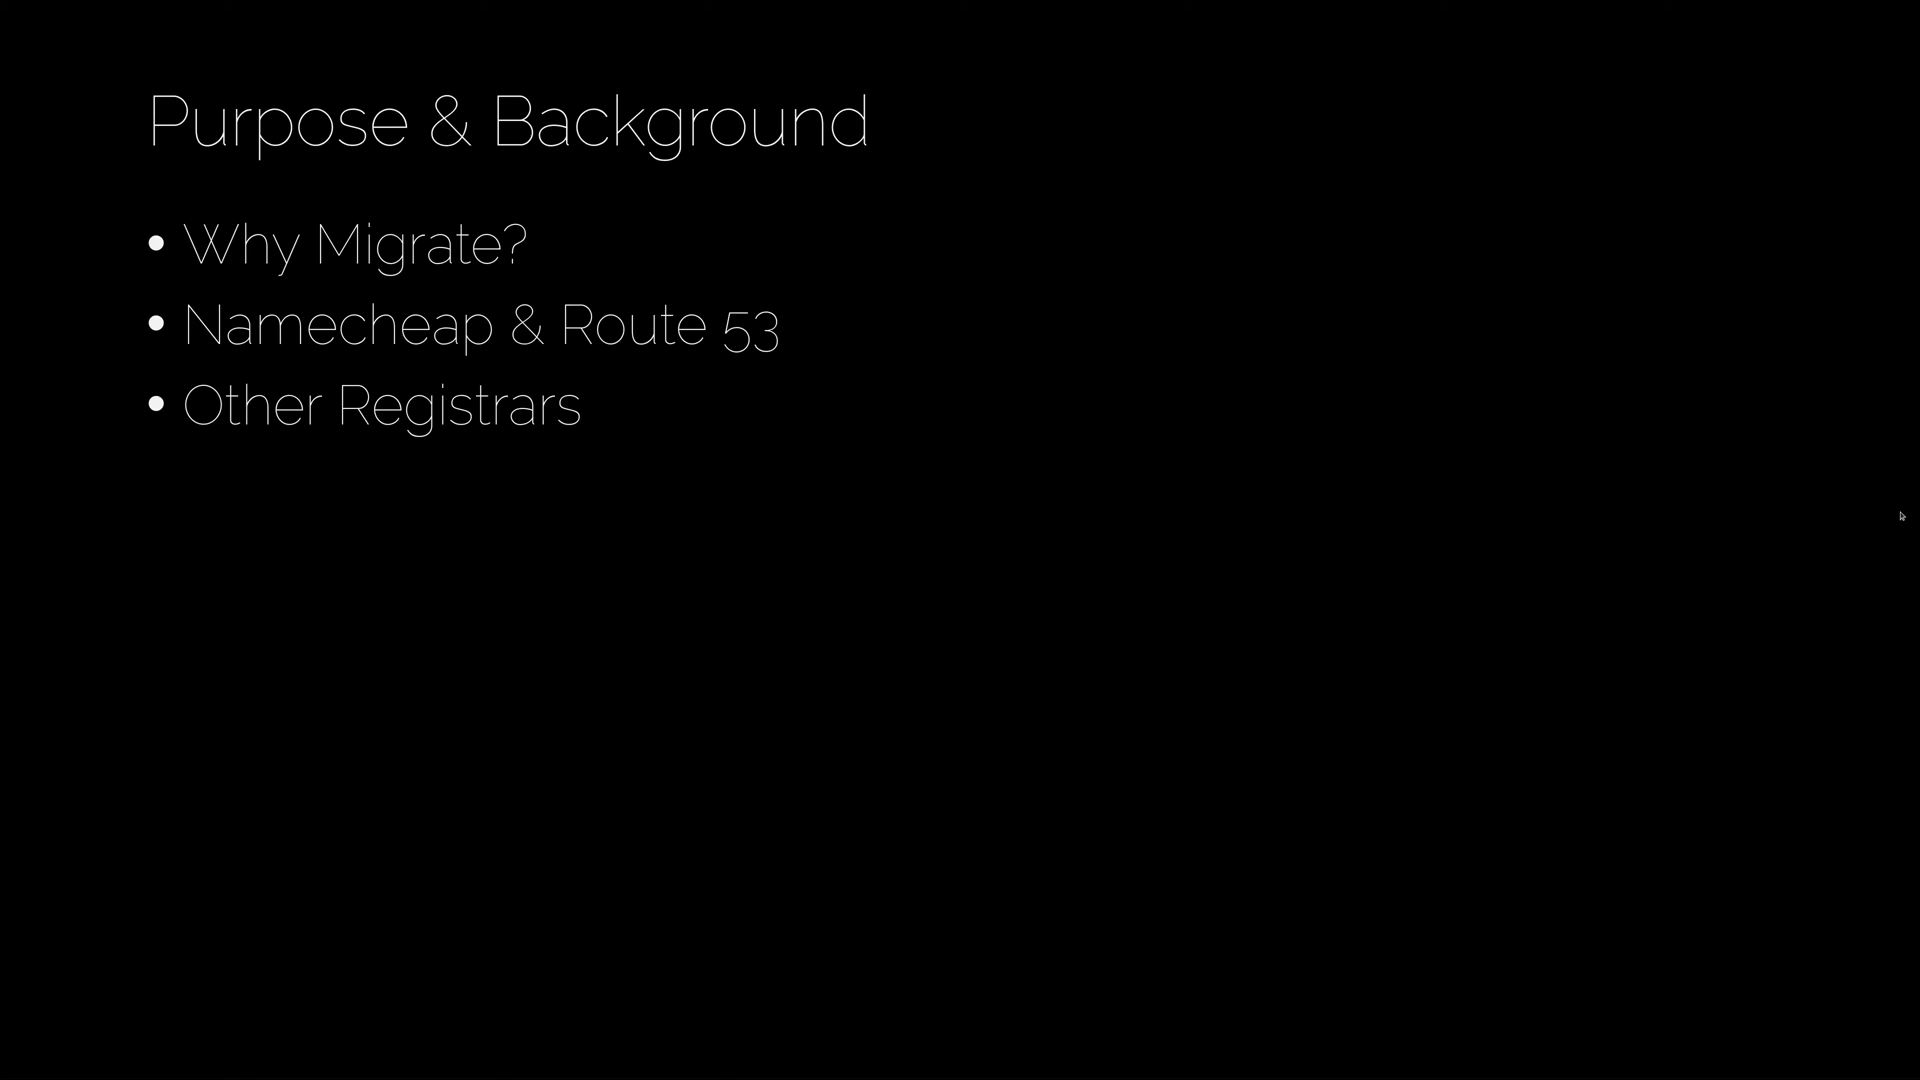 Purpose & Background
• Why Migrate?
• Namecheap & Route 53
• Other Registrars